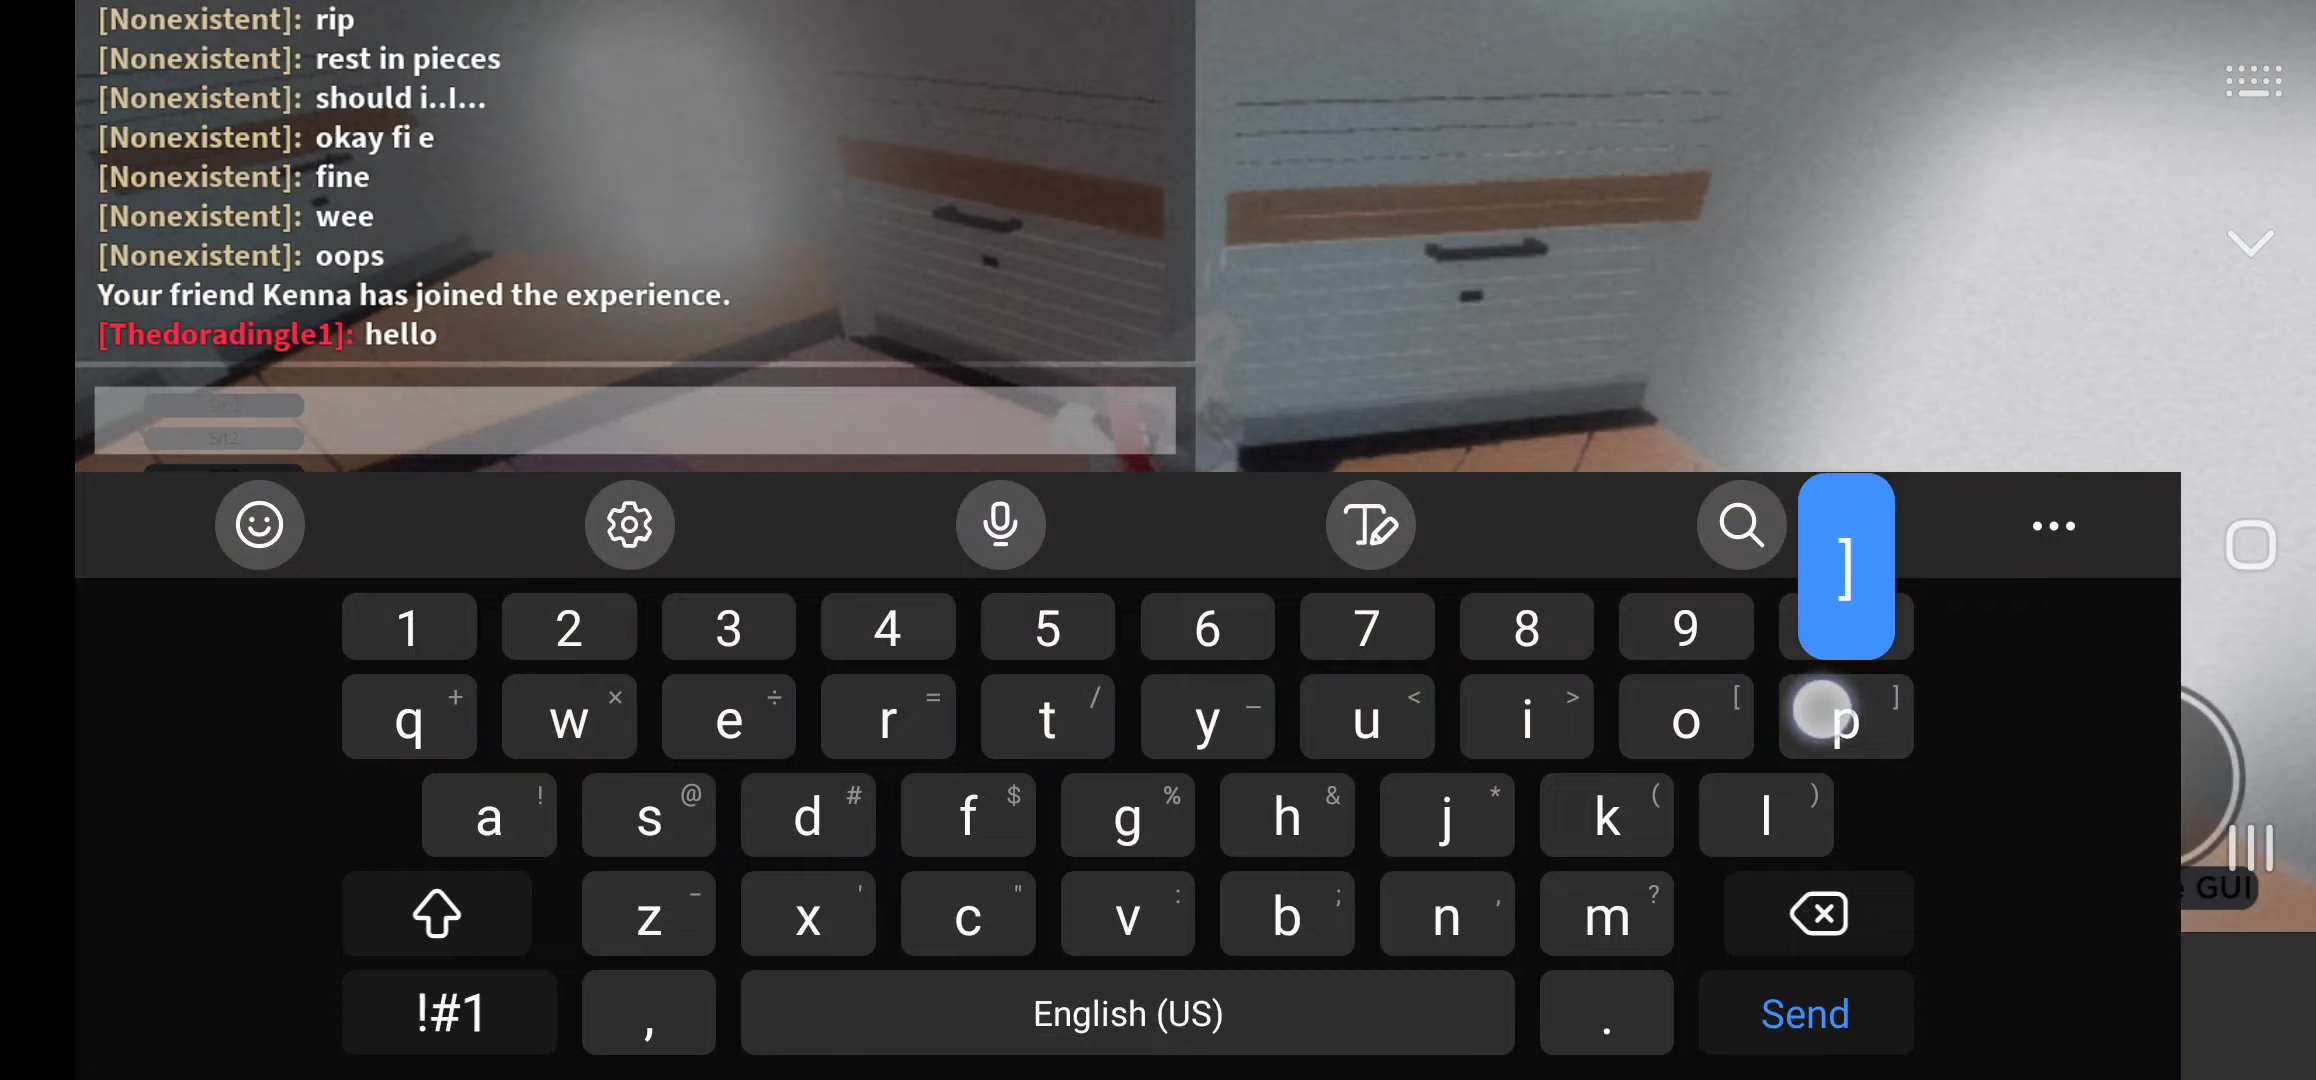 [Nonexistent]: rip
[Nonexistent]: rest in pieces
[Nonexistent]: should i..I...
[Nonexistent]: okay fi e
[Nonexistent]: fine
[Nonexistent]: wee
[Nonexistent]: oops
Your friend Kenna has joined the experience.
[Thedoradingle1]: hello
Sit1
Sit2
]
1 2 3 4 5 6 7 8 9
q + w × e ÷ r = t / y _ u < i > o [ p ]
a ! s @ d # f $ g % h & j * k ( l )
z - x ' c " v : b ; n , m ?
GUI
!#1 , English (US) . Send